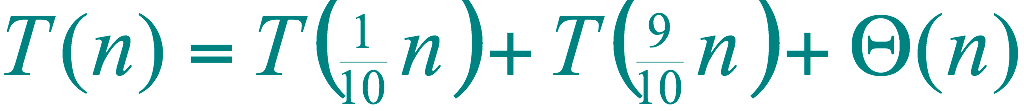 T(n) = T(1/10 n) + T(9/10 n) + Θ(n)